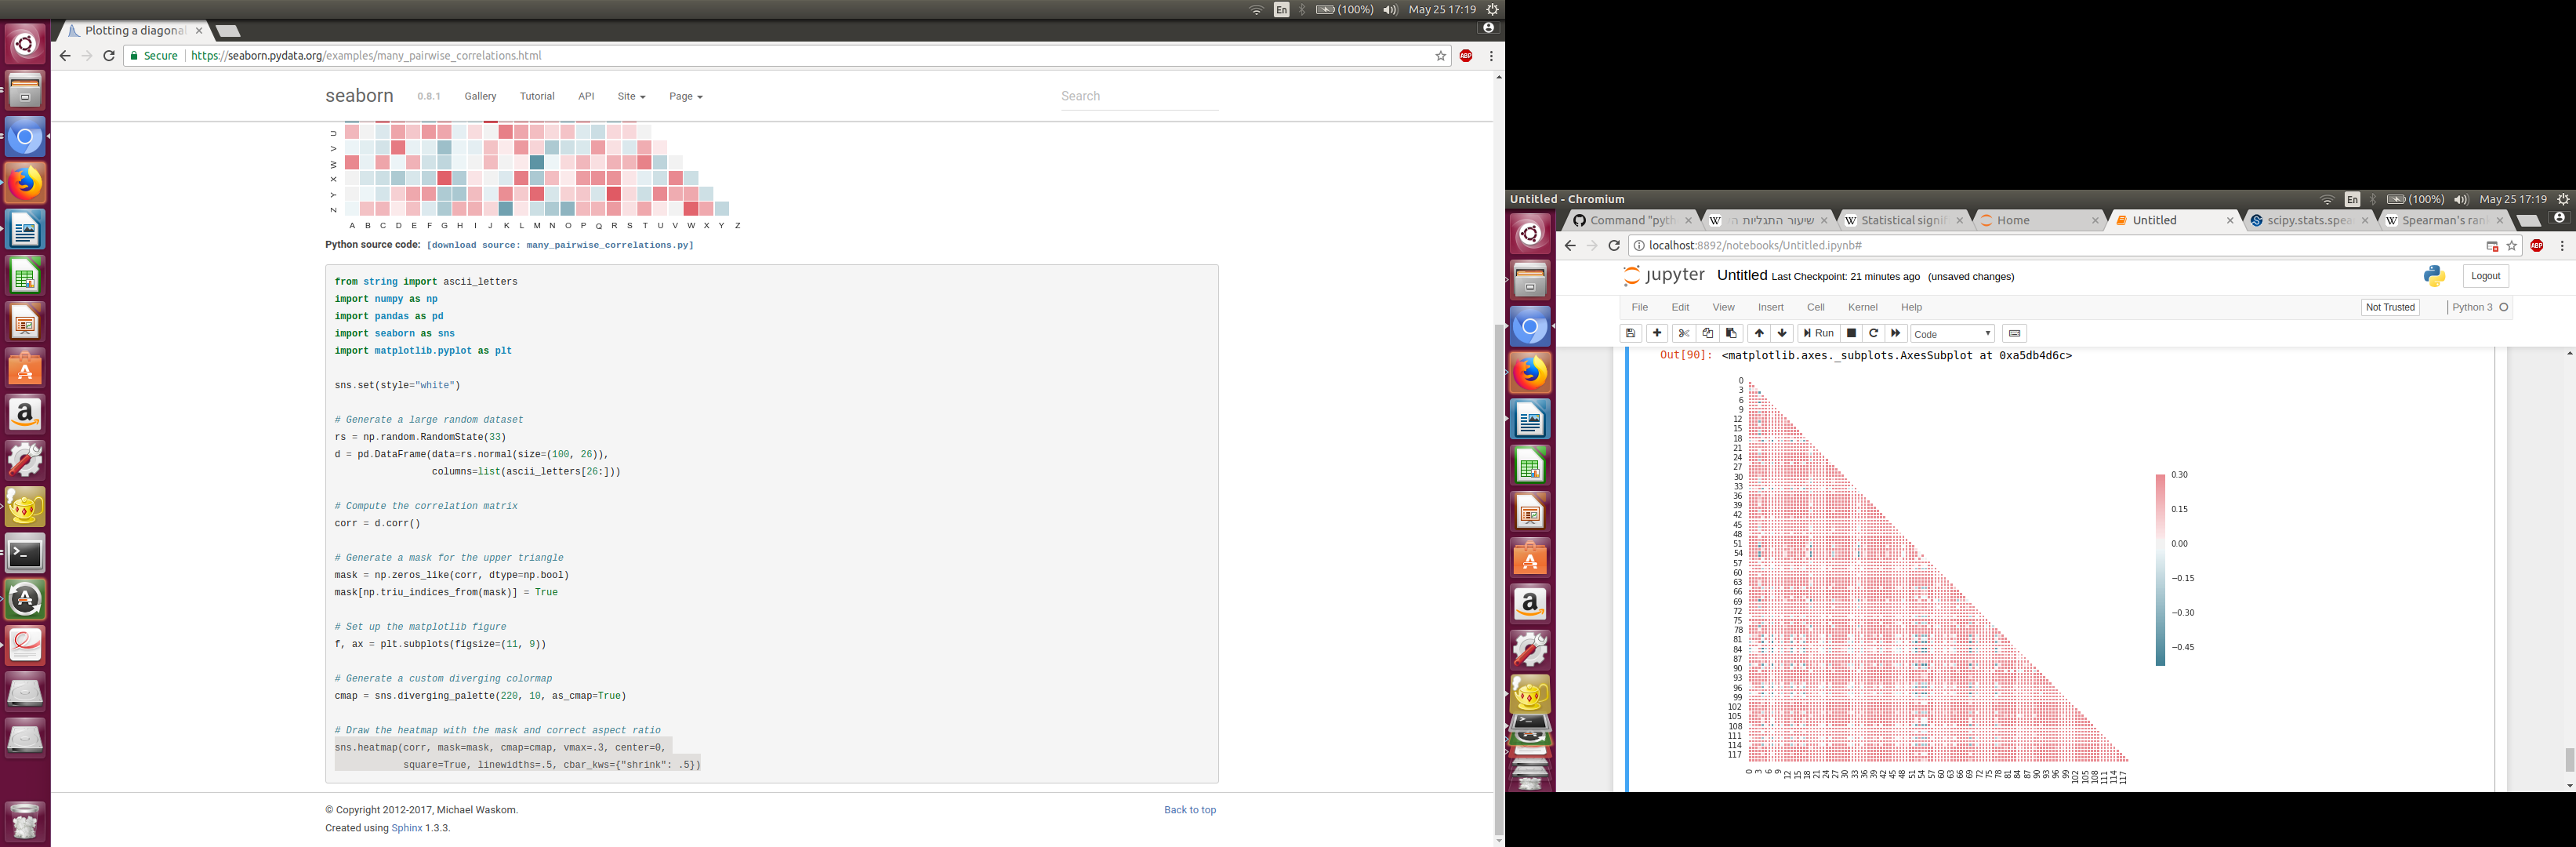 En (100%) May 25 17:19
Plotting a diagonal
Secure https://seaborn.pydata.org/examples/many_pairwise_correlations.html
ABP
seaborn 0.8.1 Gallery Tutorial API Site Page Search
U
V
W
X
Y
Z
A B C D E F G H I J K L M N O P Q R S T U V W X Y Z
Python source code: [download source: many_pairwise_correlations.py]
from string import ascii_letters
import numpy as np
import pandas as pd
import seaborn as sns
import matplotlib.pyplot as plt
sns.set(style="white")
# Generate a large random dataset
rs = np.random.RandomState(33)
d = pd.DataFrame(data=rs.normal(size=(100, 26)),
columns=list(ascii_letters[26:]))
# Compute the correlation matrix
corr = d.corr()
# Generate a mask for the upper triangle
mask = np.zeros_like(corr, dtype=np.bool)
mask[np.triu_indices_from(mask)] = True
# Set up the matplotlib figure
f, ax = plt.subplots(figsize=(11, 9))
# Generate a custom diverging colormap
cmap = sns.diverging_palette(220, 10, as_cmap=True)
# Draw the heatmap with the mask and correct aspect ratio
sns.heatmap(corr, mask=mask, cmap=cmap, vmax=.3, center=0,
square=True, linewidths=.5, cbar_kws={"shrink": .5})
© Copyright 2012-2017, Michael Waskom.
Back to top
Created using Sphinx 1.3.3.
Untitled - Chromium
En (100%) May 25 17:19
Command "pyth שיעור התגליות Statistical signif Home Untitled scipy.stats.spea Spearman's ran
localhost:8892/notebooks/Untitled.ipynb#
ABP
jupyter Untitled Last Checkpoint: 21 minutes ago (unsaved changes)
Logout
File Edit View Insert Cell Kernel Help
Not Trusted Python 3
Run Code
Out[90]: <matplotlib.axes._subplots.AxesSubplot at 0xa5db4d6c>
0
3
6
9
12
15
18
21
24
27
30
33
36
39
42
45
48
51
54
57
60
63
66
69
72
75
78
81
84
87
90
93
96
99
102
105
108
111
114
117
0 3 6 9 12 15 18 21 24 27 30 33 36 39 42 45 48 51 54 57 60 63 66 69 72 75 78 81 84 87 90 93 96 99 102 105 108 111 114 117
0.30
0.15
0.00
−0.15
−0.30
−0.45